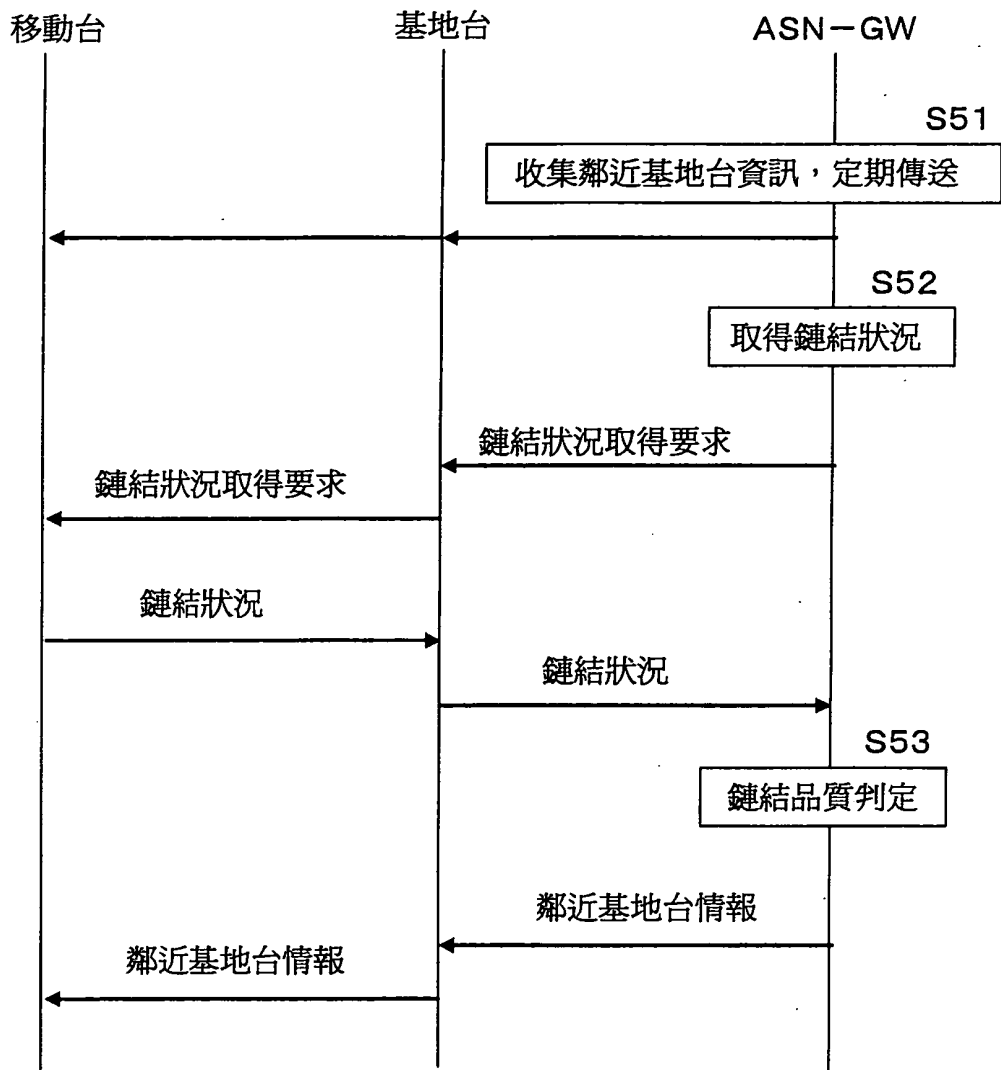 移動台
基地台
ASN－GW
S51
收集鄰近基地台資訊，定期傳送
S52
取得鏈結狀況
鏈結狀況取得要求
鏈結狀況取得要求
鏈結狀況
鏈結狀況
S53
鏈結品質判定
鄰近基地台情報
鄰近基地台情報